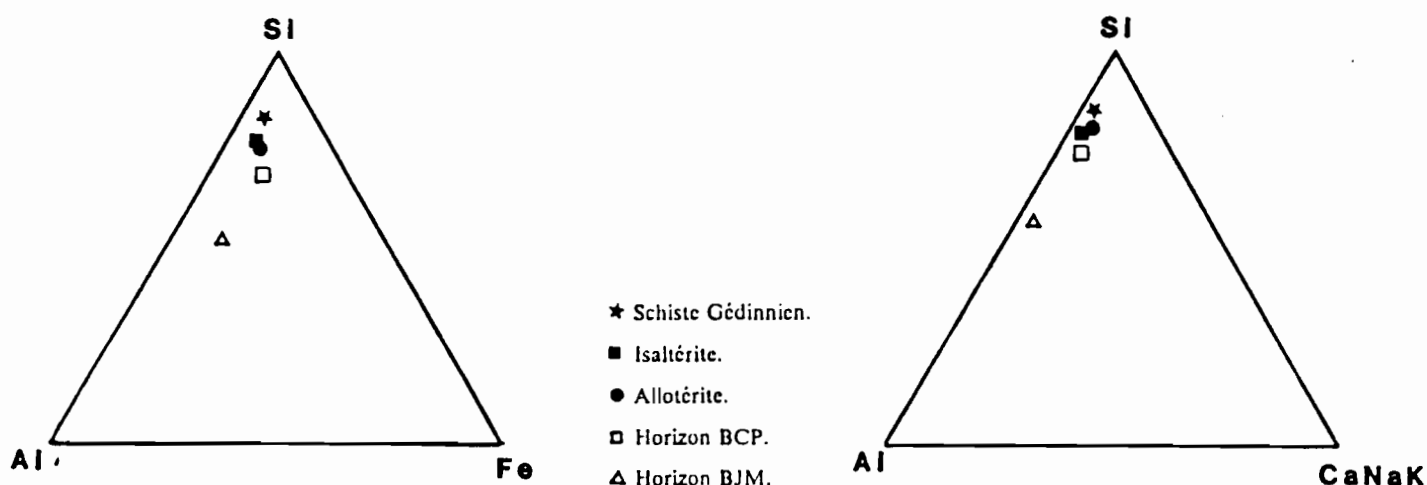 SI
Al
Fe
SI
Al
CaNaK
Schiste Gédinnien.
Isaltérite.
Allotérite.
Horizon BCP.
Horizon BJM.